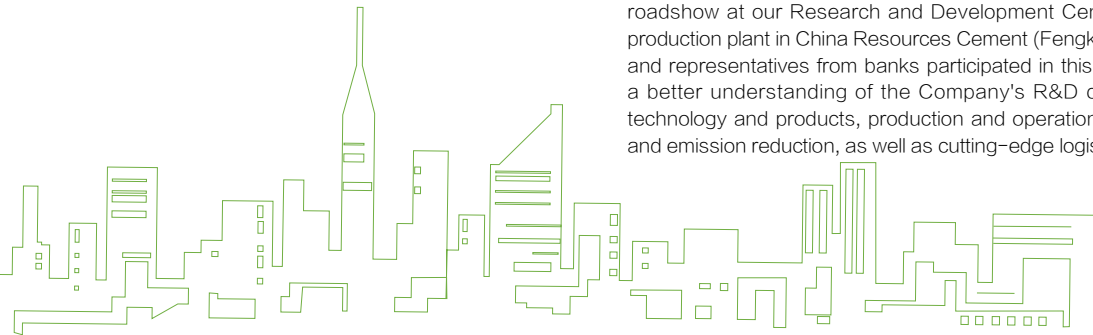 roadshow at our Research and Development
production plant in China Resources Cement
and representatives from banks participated in this
a better understanding of the Company's R&D
technology and products, production and operation
and emission reduction, as well as cutting-edge